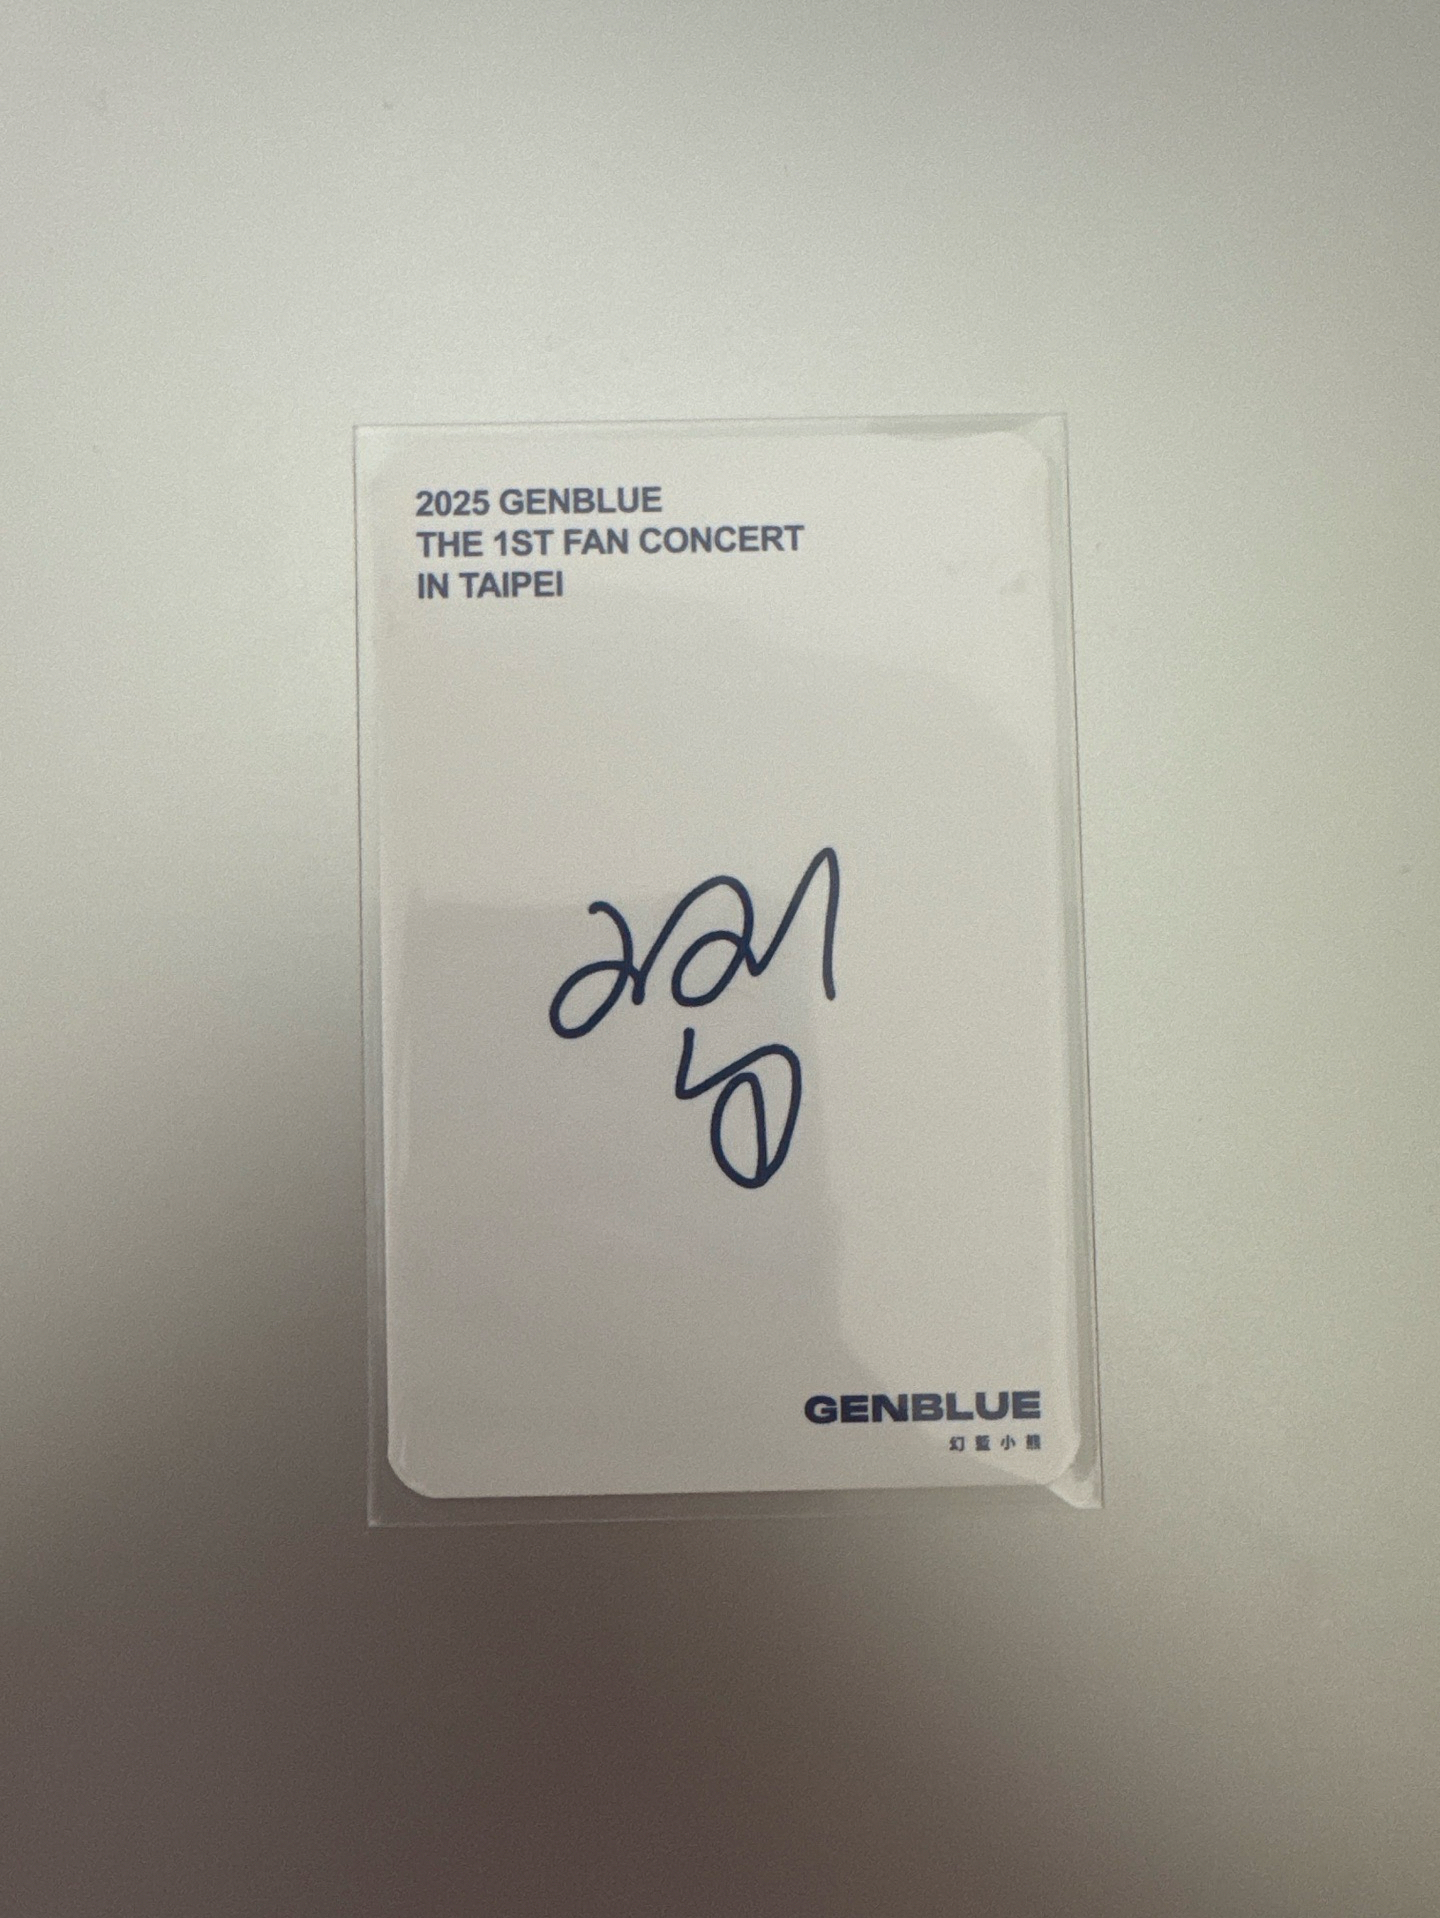 2025 GENBLUE
THE 1ST FAN CONCERT
IN TAIPEI
GENBLUE
幻藍小熊